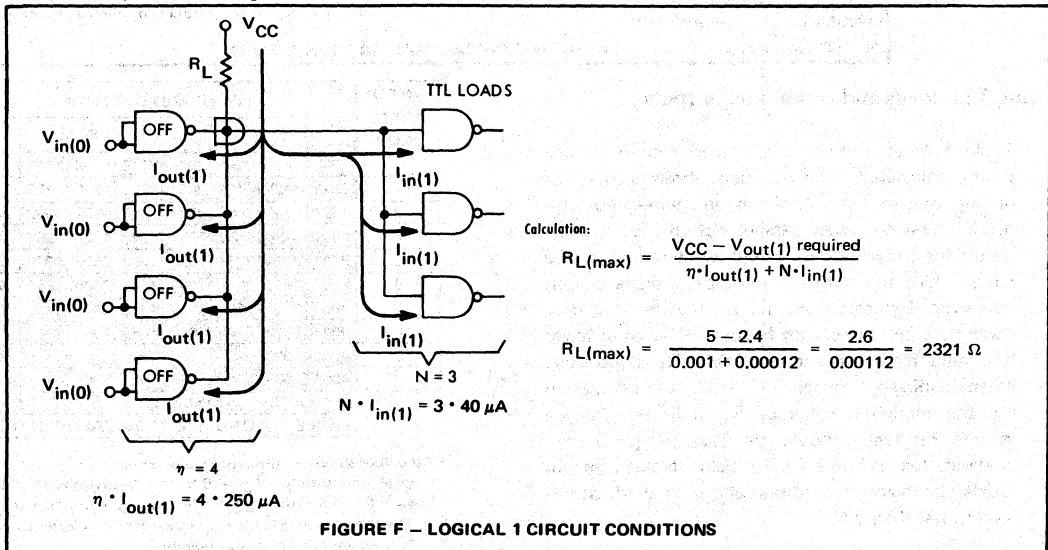 V_CC
R_L
TTL LOADS
V_in(0)
OFF
I_out(1)
I_in(1)
V_in(0)
OFF
I_out(1)
I_in(1)
V_in(0)
OFF
I_out(1)
I_in(1)
V_in(0)
OFF
I_out(1)
Calculation:
R_L(max) = (V_CC – V_out(1) required) / (η•I_out(1) + N•I_in(1))
R_L(max) = (5 – 2.4) / (0.001 + 0.00012) = 2.6 / 0.00112 = 2321 Ω
N = 3
N • I_in(1) = 3 • 40 μA
η = 4
η • I_out(1) = 4 • 250 μA
FIGURE F – LOGICAL 1 CIRCUIT CONDITIONS